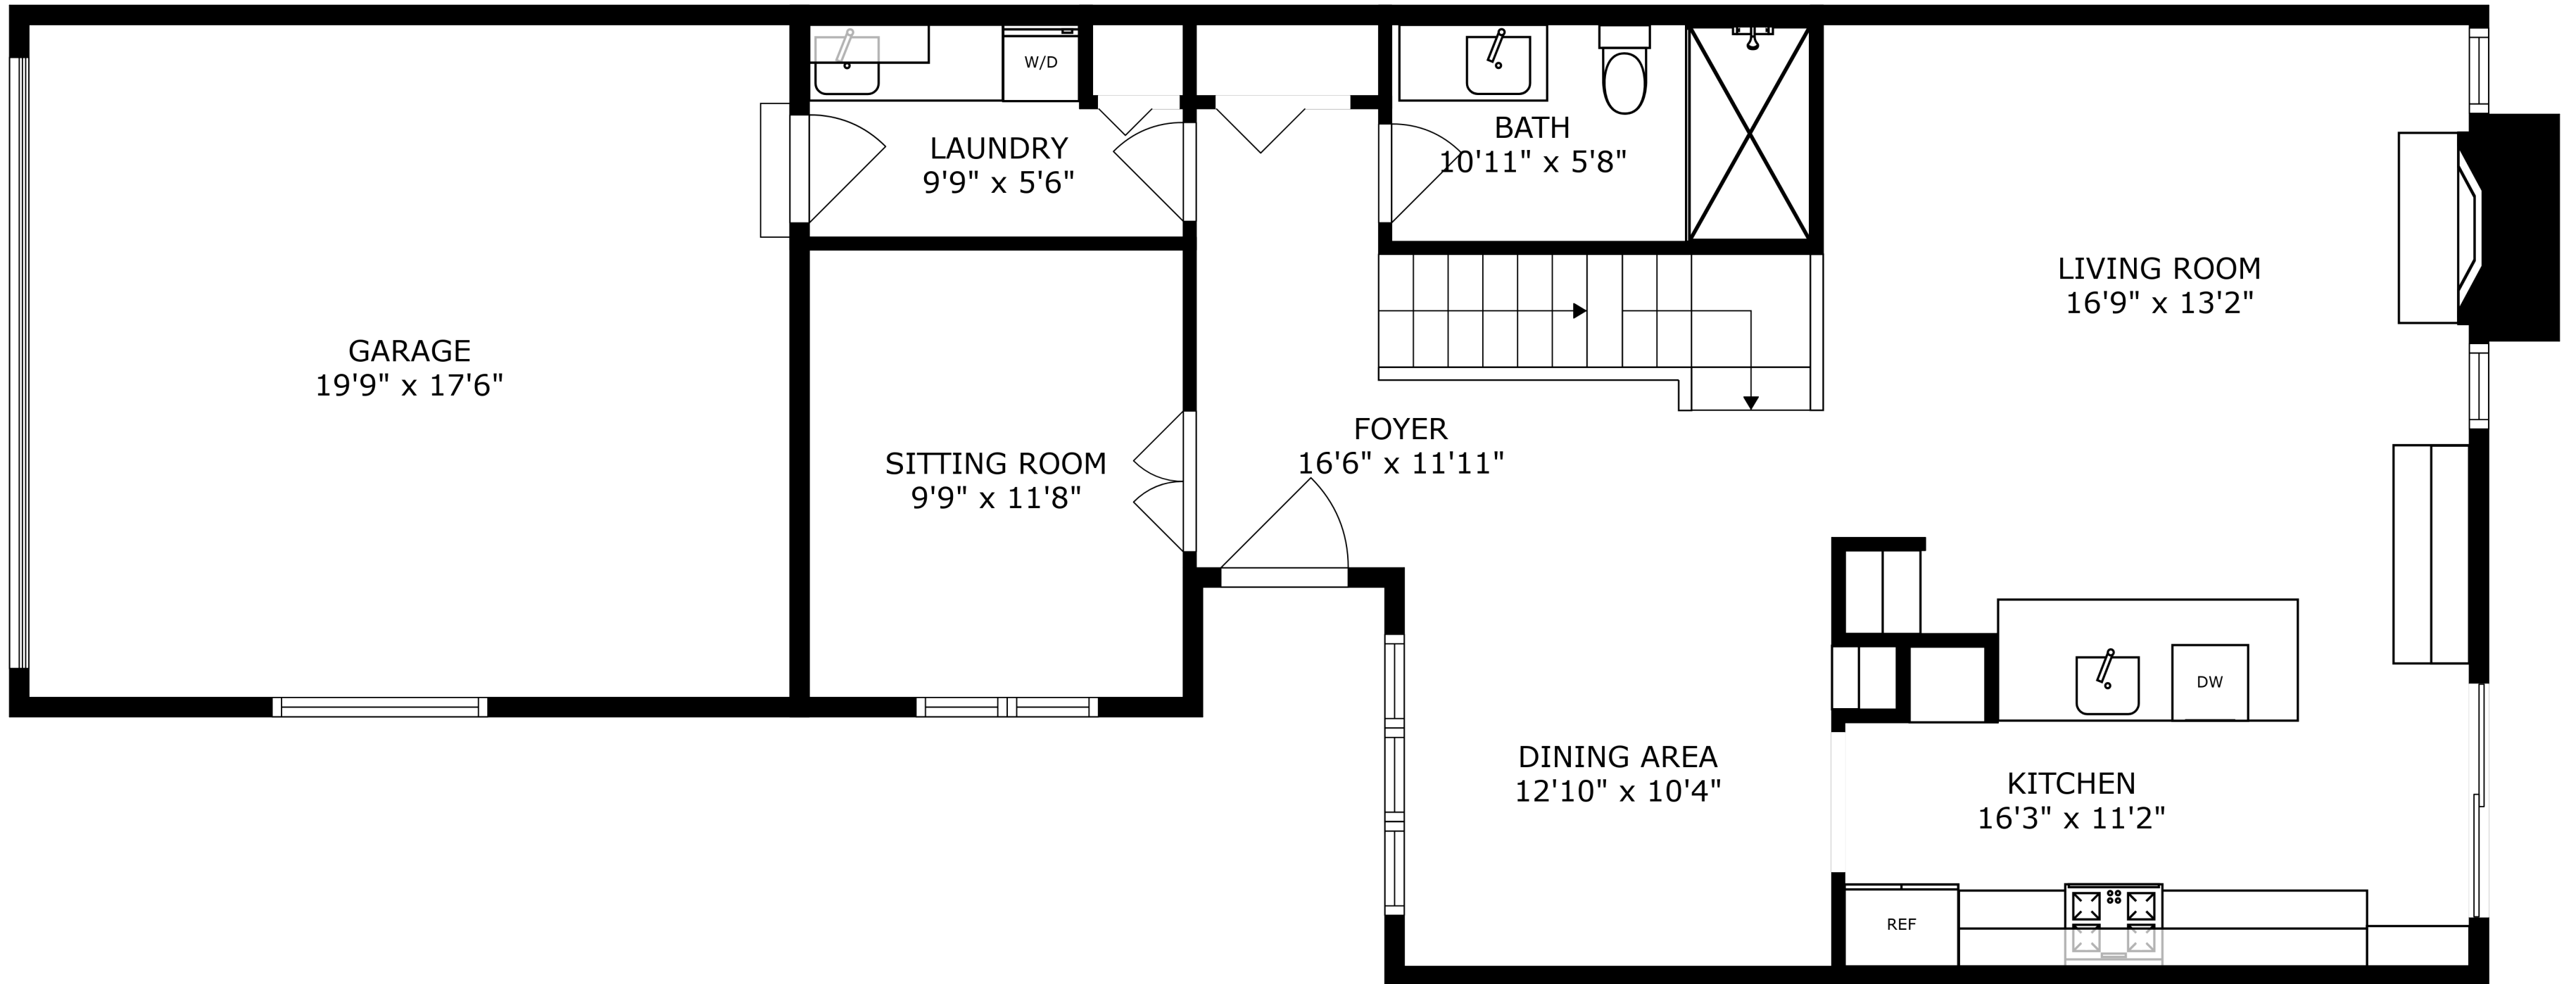 W/D
LAUNDRY
9'9" x 5'6"
BATH
10'11" x 5'8"
LIVING ROOM
16'9" x 13'2"
GARAGE
19'9" x 17'6"
SITTING ROOM
9'9" x 11'8"
FOYER
16'6" x 11'11"
DW
DINING AREA
12'10" x 10'4"
KITCHEN
16'3" x 11'2"
REF